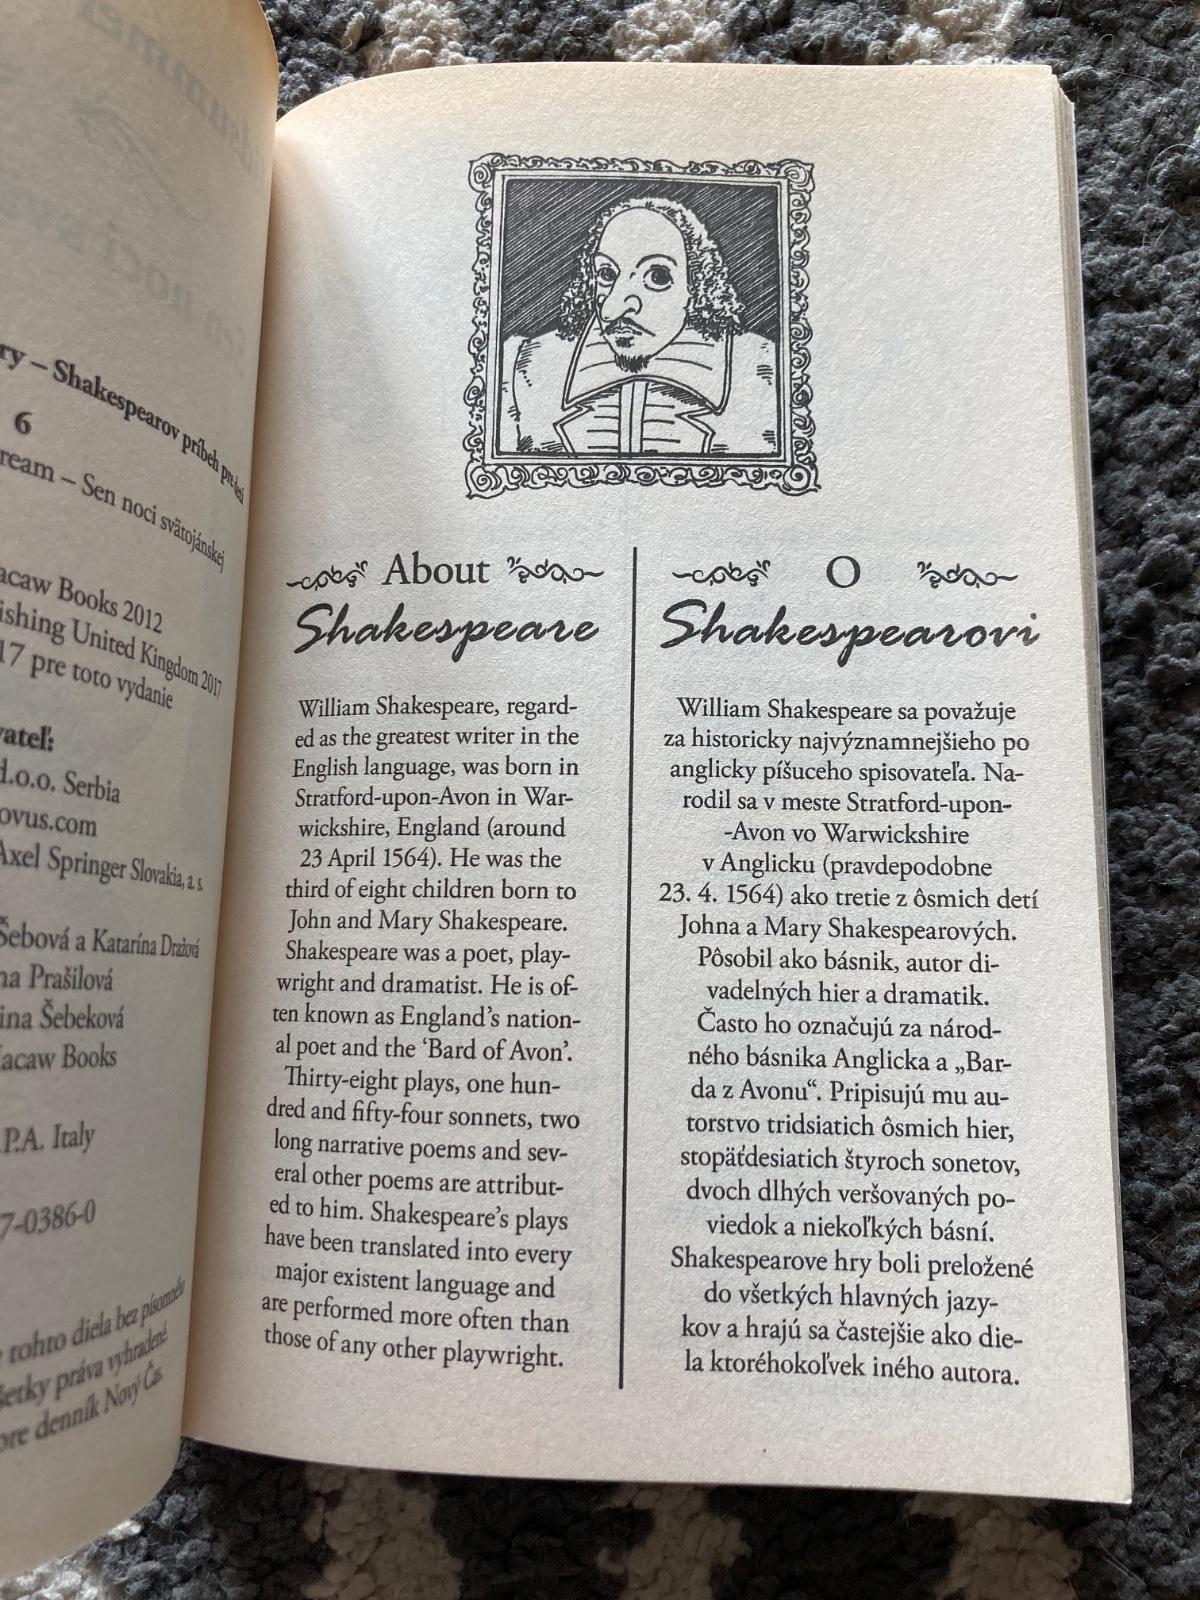 ry – Shakespearov príbeh pre deti
6
ream – Sen noci svätojánskej
acaw Books 2012
ishing United Kingdom 2017
17 pre toto vydanie
vateľ:
d.o.o. Serbia
ovus.com
Axel Springer Slovakia, a. s.
Šebová a Katarína Dražová
na Prašilová
ina Šebeková
acaw Books
.P.A. Italy
7-0386-0
tohto diela bez písomného
šetky práva vyhradené.
pre denník Nový Čas.
About
Shakespeare
William Shakespeare, regard-
ed as the greatest writer in the
English language, was born in
Stratford-upon-Avon in War-
wickshire, England (around
23 April 1564). He was the
third of eight children born to
John and Mary Shakespeare.
Shakespeare was a poet, play-
wright and dramatist. He is of-
ten known as England’s nation-
al poet and the ‘Bard of Avon’.
Thirty-eight plays, one hun-
dred and fifty-four sonnets, two
long narrative poems and sev-
eral other poems are attribut-
ed to him. Shakespeare’s plays
have been translated into every
major existent language and
are performed more often than
those of any other playwright.
O
Shakespearovi
William Shakespeare sa považuje
za historicky najvýznamnejšieho po
anglicky píšuceho spisovateľa. Na-
rodil sa v meste Stratford-upon-
-Avon vo Warwickshire
v Anglicku (pravdepodobne
23. 4. 1564) ako tretie z ôsmich detí
Johna a Mary Shakespearových.
Pôsobil ako básnik, autor di-
vadelných hier a dramatik.
Často ho označujú za národ-
ného básnika Anglicka a „Bar-
da z Avonu“. Pripisujú mu au-
torstvo tridsiatich ôsmich hier,
stopäťdesiatich štyroch sonetov,
dvoch dlhých veršovaných po-
viedok a niekoľkých básní.
Shakespearove hry boli preložené
do všetkých hlavných jazy-
kov a hrajú sa častejšie ako die-
la ktoréhokoľvek iného autora.